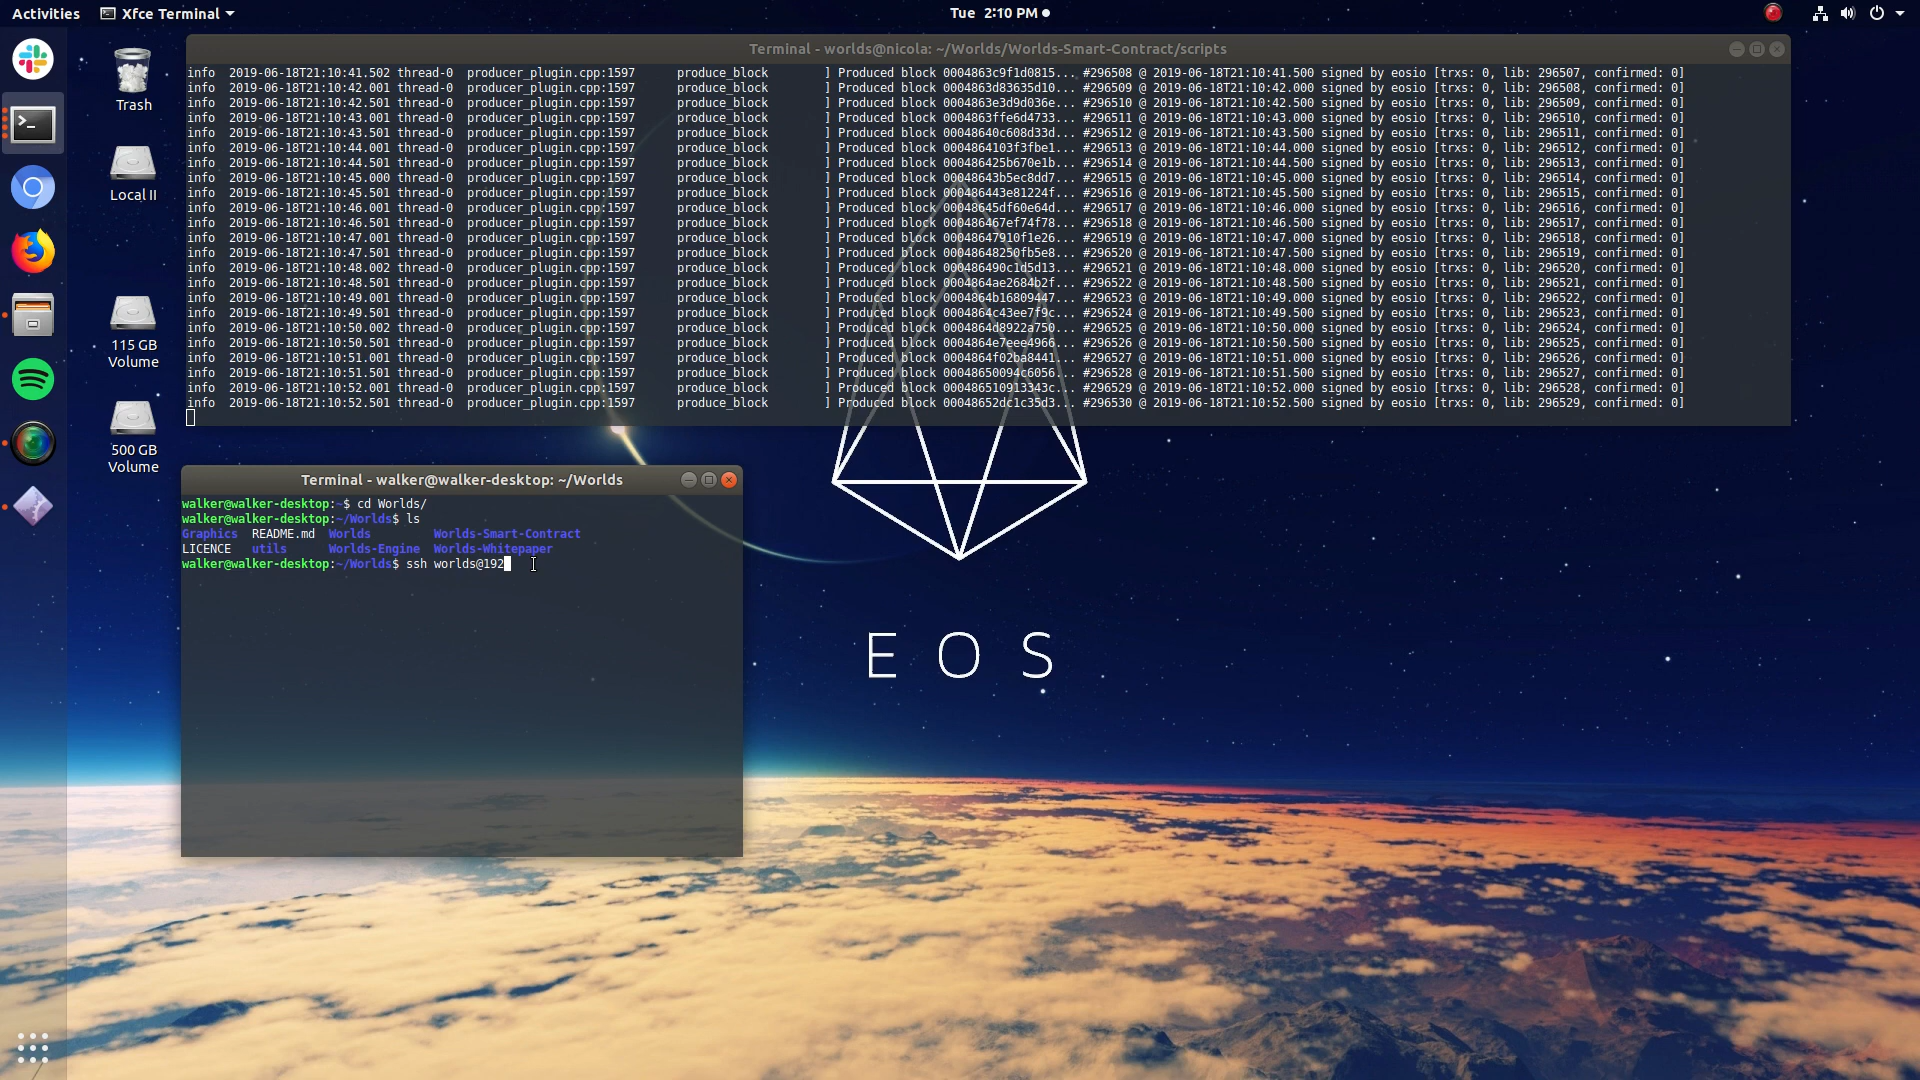 Activities Xfce Terminal Tue 2:10 PM
Trash
Local II
115 GB
Volume
500 GB
Volume
Terminal - worlds@nicola: ~/Worlds/Worlds-Smart-Contract/scripts
info 2019-06-18T21:10:41.502 thread-0 producer_plugin.cpp:1597 produce_block ] Produced block 0004863c9f1d0815... #296508 @ 2019-06-18T21:10:41.500 signed by eosio [trxs: 0, lib: 296507, confirmed: 0]
info 2019-06-18T21:10:42.001 thread-0 producer_plugin.cpp:1597 produce_block ] Produced block 0004863d83635d10... #296509 @ 2019-06-18T21:10:42.000 signed by eosio [trxs: 0, lib: 296508, confirmed: 0]
info 2019-06-18T21:10:42.501 thread-0 producer_plugin.cpp:1597 produce_block ] Produced block 0004863e3d9d036e... #296510 @ 2019-06-18T21:10:42.500 signed by eosio [trxs: 0, lib: 296509, confirmed: 0]
info 2019-06-18T21:10:43.001 thread-0 producer_plugin.cpp:1597 produce_block ] Produced block 0004863ffe6d4733... #296511 @ 2019-06-18T21:10:43.000 signed by eosio [trxs: 0, lib: 296510, confirmed: 0]
info 2019-06-18T21:10:43.501 thread-0 producer_plugin.cpp:1597 produce_block ] Produced block 00048640c608d33d... #296512 @ 2019-06-18T21:10:43.500 signed by eosio [trxs: 0, lib: 296511, confirmed: 0]
info 2019-06-18T21:10:44.001 thread-0 producer_plugin.cpp:1597 produce_block ] Produced block 0004864103f3fbe1... #296513 @ 2019-06-18T21:10:44.000 signed by eosio [trxs: 0, lib: 296512, confirmed: 0]
info 2019-06-18T21:10:44.501 thread-0 producer_plugin.cpp:1597 produce_block ] Produced block 000486425b670e1b... #296514 @ 2019-06-18T21:10:44.500 signed by eosio [trxs: 0, lib: 296513, confirmed: 0]
info 2019-06-18T21:10:45.000 thread-0 producer_plugin.cpp:1597 produce_block ] Produced block 00048643b5ec8dd7... #296515 @ 2019-06-18T21:10:45.000 signed by eosio [trxs: 0, lib: 296514, confirmed: 0]
info 2019-06-18T21:10:45.501 thread-0 producer_plugin.cpp:1597 produce_block ] Produced block 000486443e81224f... #296516 @ 2019-06-18T21:10:45.500 signed by eosio [trxs: 0, lib: 296515, confirmed: 0]
info 2019-06-18T21:10:46.001 thread-0 producer_plugin.cpp:1597 produce_block ] Produced block 00048645df60e64d... #296517 @ 2019-06-18T21:10:46.000 signed by eosio [trxs: 0, lib: 296516, confirmed: 0]
info 2019-06-18T21:10:46.501 thread-0 producer_plugin.cpp:1597 produce_block ] Produced block 000486467ef74f78... #296518 @ 2019-06-18T21:10:46.500 signed by eosio [trxs: 0, lib: 296517, confirmed: 0]
info 2019-06-18T21:10:47.001 thread-0 producer_plugin.cpp:1597 produce_block ] Produced block 00048647910f1e26... #296519 @ 2019-06-18T21:10:47.000 signed by eosio [trxs: 0, lib: 296518, confirmed: 0]
info 2019-06-18T21:10:47.501 thread-0 producer_plugin.cpp:1597 produce_block ] Produced block 00048648250fb5e8... #296520 @ 2019-06-18T21:10:47.500 signed by eosio [trxs: 0, lib: 296519, confirmed: 0]
info 2019-06-18T21:10:48.002 thread-0 producer_plugin.cpp:1597 produce_block ] Produced block 000486490c1d5d13... #296521 @ 2019-06-18T21:10:48.000 signed by eosio [trxs: 0, lib: 296520, confirmed: 0]
info 2019-06-18T21:10:48.501 thread-0 producer_plugin.cpp:1597 produce_block ] Produced block 0004864ae2684b2f... #296522 @ 2019-06-18T21:10:48.500 signed by eosio [trxs: 0, lib: 296521, confirmed: 0]
info 2019-06-18T21:10:49.001 thread-0 producer_plugin.cpp:1597 produce_block ] Produced block 0004864b16809447... #296523 @ 2019-06-18T21:10:49.000 signed by eosio [trxs: 0, lib: 296522, confirmed: 0]
info 2019-06-18T21:10:49.501 thread-0 producer_plugin.cpp:1597 produce_block ] Produced block 0004864c43ee7f9c... #296524 @ 2019-06-18T21:10:49.500 signed by eosio [trxs: 0, lib: 296523, confirmed: 0]
info 2019-06-18T21:10:50.002 thread-0 producer_plugin.cpp:1597 produce_block ] Produced block 0004864d8922a750... #296525 @ 2019-06-18T21:10:50.000 signed by eosio [trxs: 0, lib: 296524, confirmed: 0]
info 2019-06-18T21:10:50.501 thread-0 producer_plugin.cpp:1597 produce_block ] Produced block 0004864e7eee4966... #296526 @ 2019-06-18T21:10:50.500 signed by eosio [trxs: 0, lib: 296525, confirmed: 0]
info 2019-06-18T21:10:51.001 thread-0 producer_plugin.cpp:1597 produce_block ] Produced block 0004864f02ba8441... #296527 @ 2019-06-18T21:10:51.000 signed by eosio [trxs: 0, lib: 296526, confirmed: 0]
info 2019-06-18T21:10:51.501 thread-0 producer_plugin.cpp:1597 produce_block ] Produced block 00048650094c6056... #296528 @ 2019-06-18T21:10:51.500 signed by eosio [trxs: 0, lib: 296527, confirmed: 0]
info 2019-06-18T21:10:52.001 thread-0 producer_plugin.cpp:1597 produce_block ] Produced block 000486510913343c... #296529 @ 2019-06-18T21:10:52.000 signed by eosio [trxs: 0, lib: 296528, confirmed: 0]
info 2019-06-18T21:10:52.501 thread-0 producer_plugin.cpp:1597 produce_block ] Produced block 00048652dc1c35d3... #296530 @ 2019-06-18T21:10:52.500 signed by eosio [trxs: 0, lib: 296529, confirmed: 0]
Terminal - walker@walker-desktop: ~/Worlds
walker@walker-desktop:~$ cd Worlds/
walker@walker-desktop:~/Worlds$ ls
Graphics README.md Worlds Worlds-Smart-Contract
LICENCE utils Worlds-Engine Worlds-Whitepaper
walker@walker-desktop:~/Worlds$ ssh worlds@192
E O S